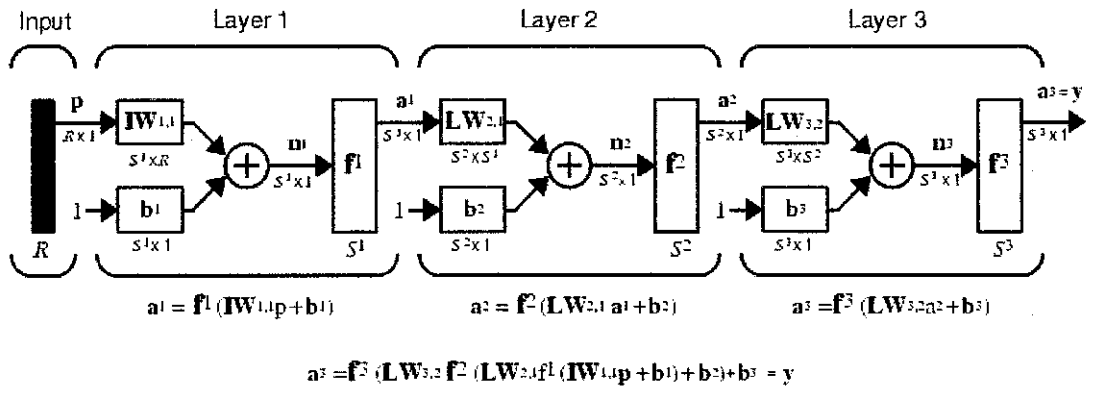 Input Layer 1 Layer 2 Layer 3
p a1 a2 a3 = y
IW1,1 LW2,1 LW3,2
R x 1 S1 x 1 S2 x 1 S3 x 1
S1 x R n1 f1 S2 x S1 n2 f2 S3 x S2 n3 f3
S1 x 1 S2 x 1 S3 x 1
1 b1 1 b2 1 b3
R S1 x 1 S1 S2 x 1 S2 S3 x 1 S3
a1 = f1 (IW1,1p + b1) a2 = f2 (LW2,1 a1 + b2) a3 = f3 (LW3,2a2 + b3)
a3 = f3 (LW3,2 f2 (LW2,1f1 (IW1,1p + b1) + b2) + b3 = y